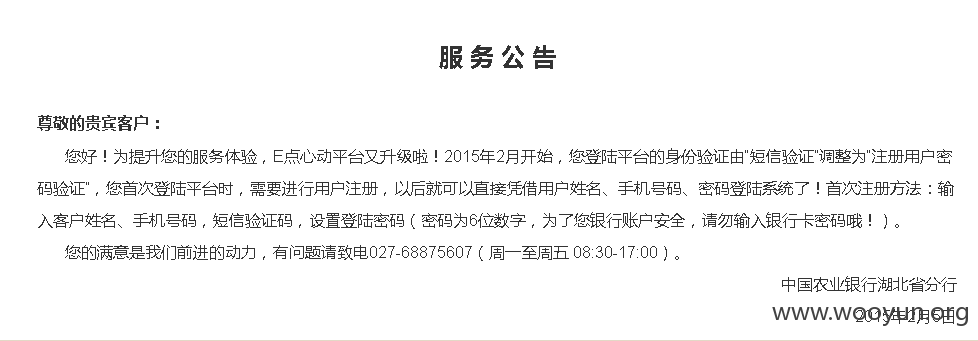 服务公告
尊敬的贵宾客户：
您好！为提升您的服务体验，E点心动平台又升级啦！2015年2月开始，您登陆平台的身份验证由"短信验证"调整为"注册用户密
码验证"，您首次登陆平台时，需要进行用户注册，以后就可以直接凭借用户姓名、手机号码、密码登陆系统了！首次注册方法：输
入客户姓名、手机号码，短信验证码，设置登陆密码（密码为6位数字，为了您银行账户安全，请勿输入银行卡密码哦！）。
您的满意是我们前进的动力，有问题请致电027-68875607（周一至周五 08:30-17:00）。
中国农业银行湖北省分行
www.wooyun.org
2015年2月5日